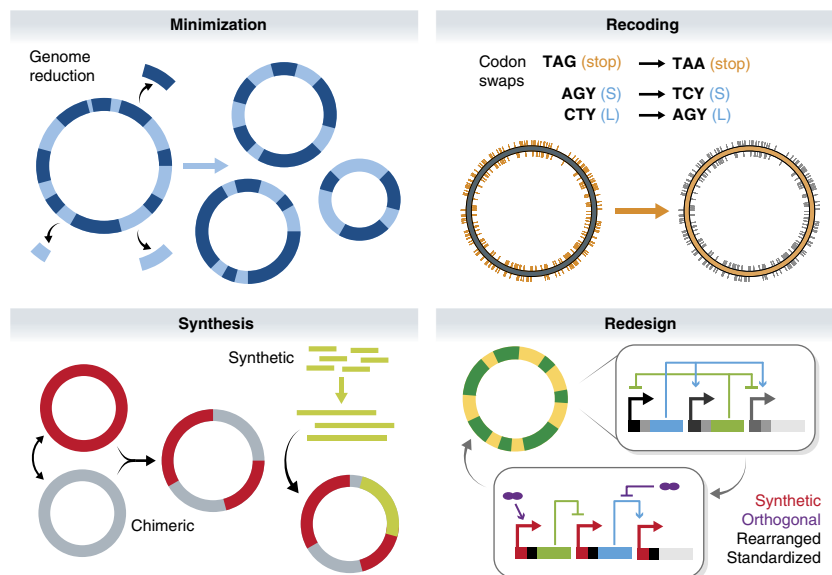 Minimization
Genome
reduction
Recoding
Codon
swaps
TAG (stop) TAA (stop)
AGY (S) TCY (S)
CTY (L) AGY (L)
Synthesis
Synthetic
Chimeric
Redesign
Synthetic
Orthogonal
Rearranged
Standardized